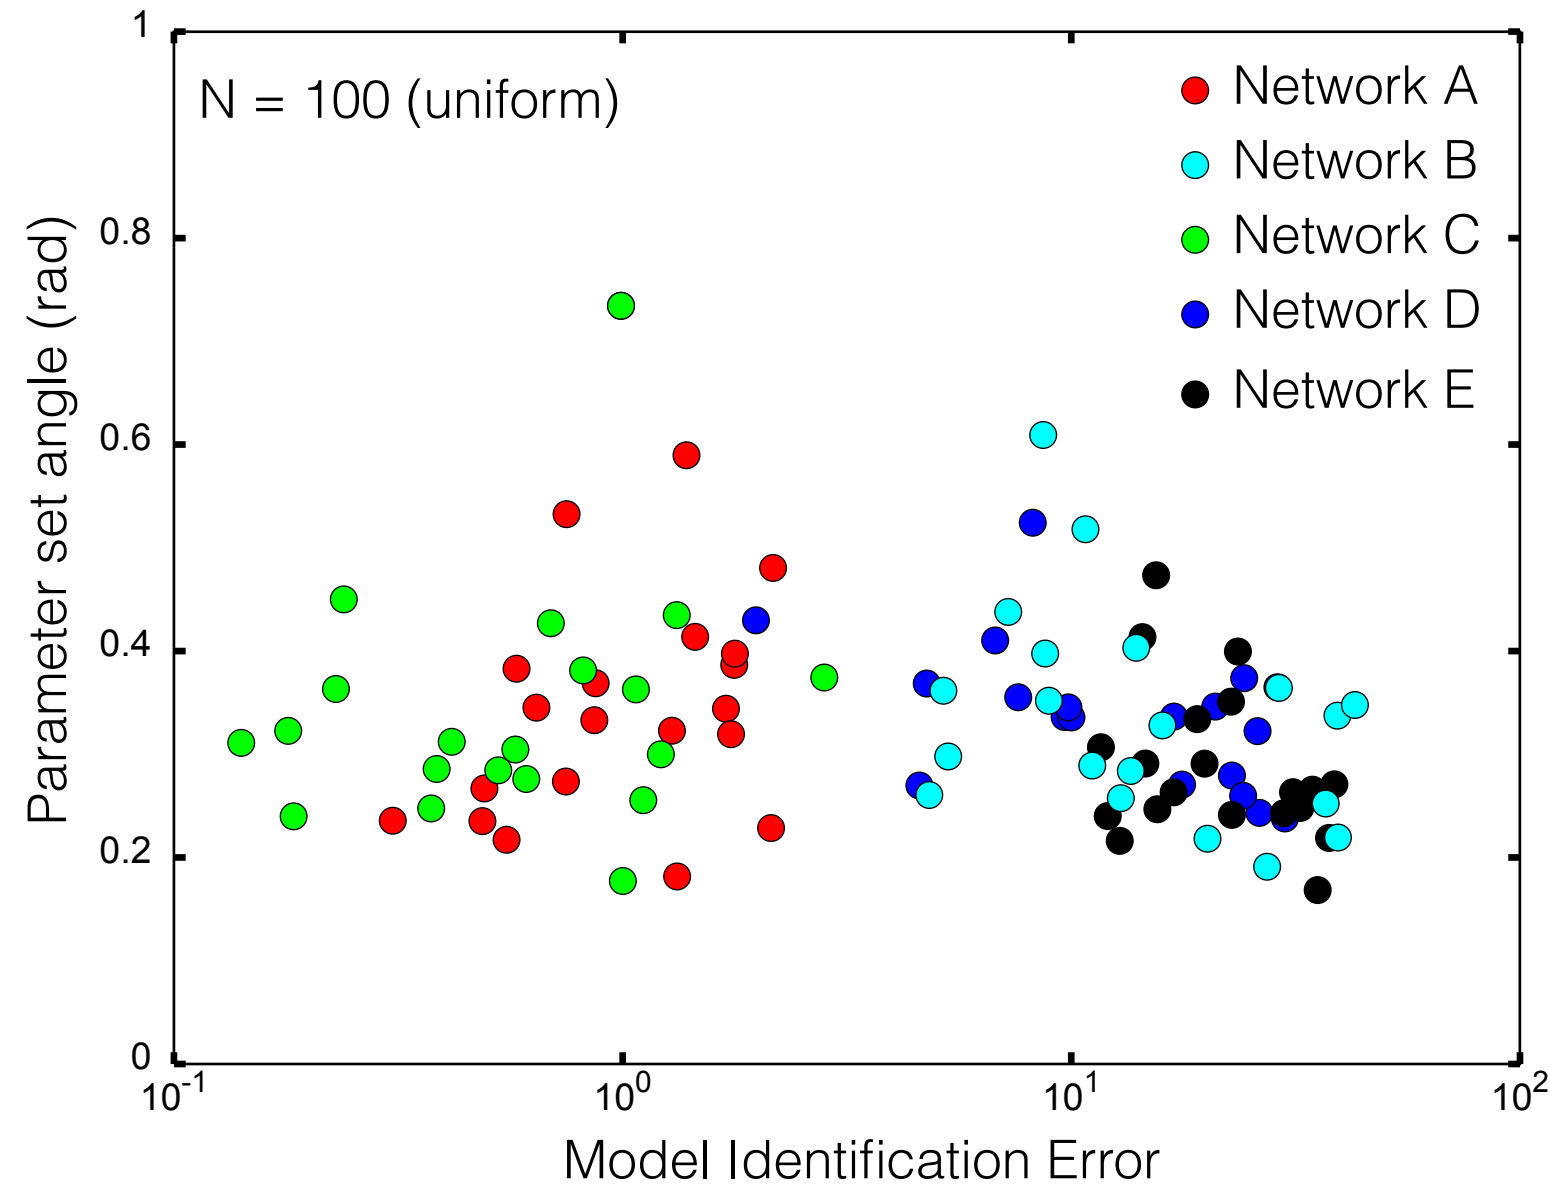 1
N = 100 (uniform)
Network A
Network B
Network C
Network D
Network E
0.8
0.6
0.4
0.2
0
Parameter set angle (rad)
10-1 100 101 102
Model Identification Error